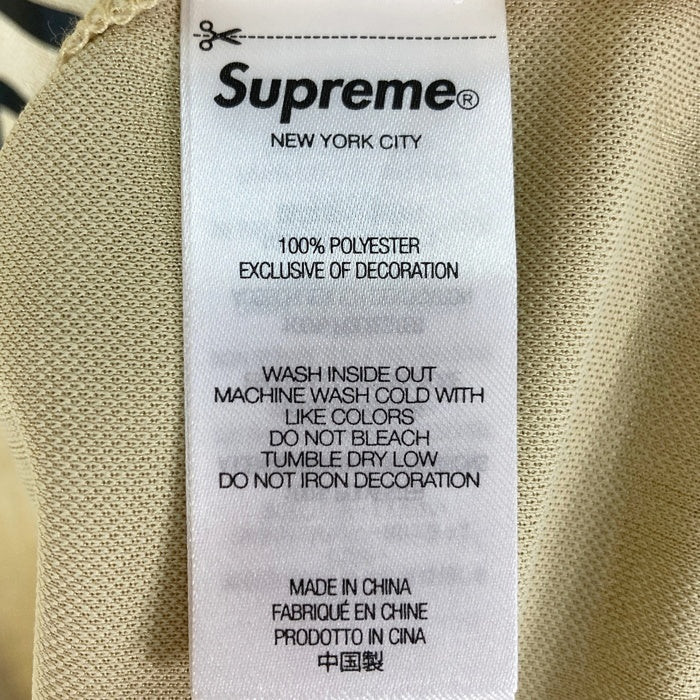 Supreme®
NEW YORK CITY
100% POLYESTER
EXCLUSIVE OF DECORATION
WASH INSIDE OUT
MACHINE WASH COLD WITH
LIKE COLORS
DO NOT BLEACH
TUMBLE DRY LOW
DO NOT IRON DECORATION
MADE IN CHINA
FABRIQUÉ EN CHINE
PRODOTTO IN CINA
中国製